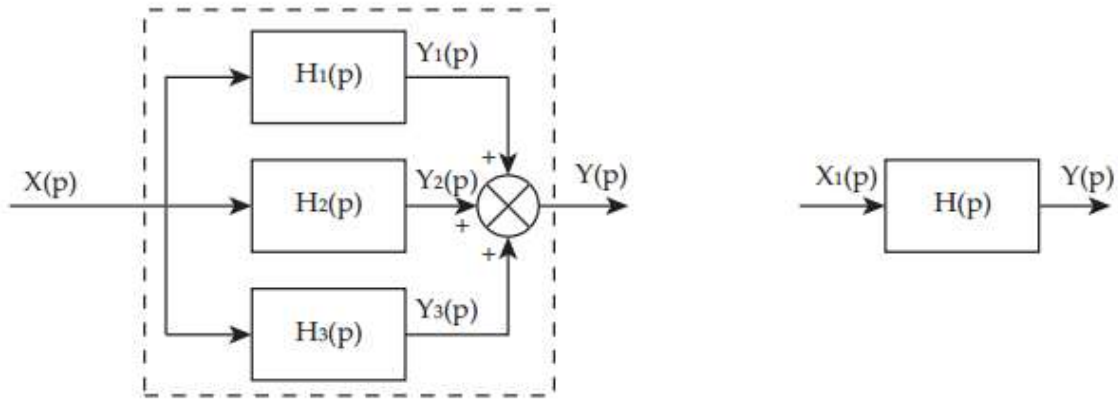 H1(p)
Y1(p)
+
X(p)
H2(p)
Y2(p)
+
Y(p)
+
H3(p)
Y3(p)
X1(p)
H(p)
Y(p)